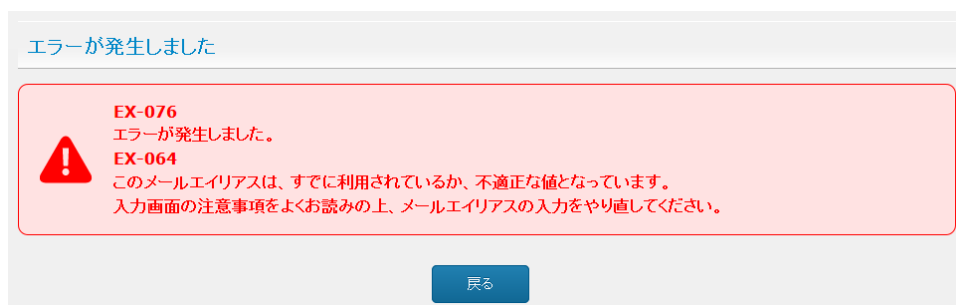 エラーが発生しました
EX-076
エラーが発生しました。
EX-064
このメールエイリアスは、すでに利用されているか、不適正な値となっています。
入力画面の注意事項をよくお読みの上、メールエイリアスの入力をやり直してください。
戻る